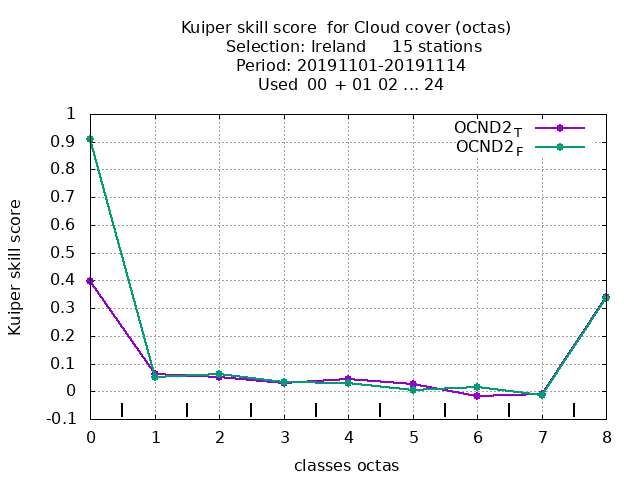 Kuiper skill score  for Cloud cover (octas)
Selection: Ireland     15 stations
Period: 20191101-20191114
Used  00 + 01 02 ... 24
OCND2T
OCND2F
1
0.9
0.8
0.7
0.6
0.5
0.4
0.3
0.2
0.1
0
-0.1
Kuiper skill score
0 1 2 3 4 5 6 7 8
classes octas